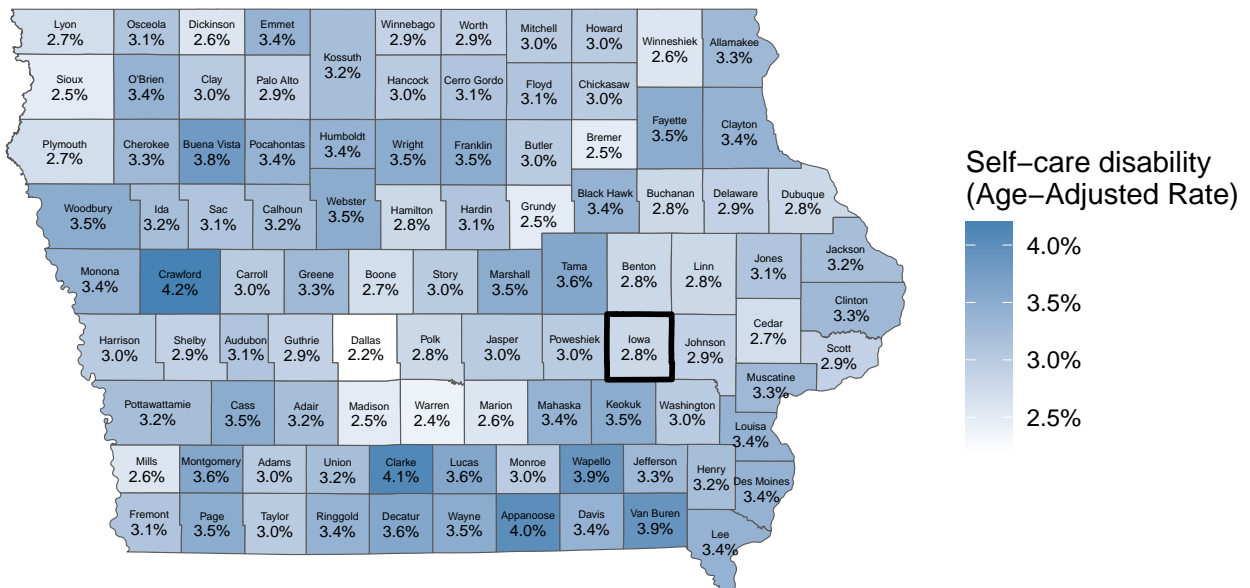 Lyon
2.7%
Osceola
3.1%
Dickinson
2.6%
Emmet
3.4%
Kossuth
3.2%
Winnebago
2.9%
Worth
2.9%
Mitchell
3.0%
Howard
3.0%
Winneshiek
2.6%
Allamakee
3.3%
Sioux
2.5%
O'Brien
3.4%
Clay
3.0%
Palo Alto
2.9%
Hancock
3.0%
Cerro Gordo
3.1%
Floyd
3.1%
Chickasaw
3.0%
Fayette
3.5%
Clayton
3.4%
Plymouth
2.7%
Cherokee
3.3%
Buena Vista
3.8%
Pocahontas
3.4%
Humboldt
3.4%
Wright
3.5%
Franklin
3.5%
Butler
3.0%
Bremer
2.5%
Woodbury
3.5%
Ida
3.2%
Sac
3.1%
Calhoun
3.2%
Webster
3.5%
Hamilton
2.8%
Hardin
3.1%
Grundy
2.5%
Black Hawk
3.4%
Buchanan
2.8%
Delaware
2.9%
Dubuque
2.8%
Monona
3.4%
Crawford
4.2%
Carroll
3.0%
Greene
3.3%
Boone
2.7%
Story
3.0%
Marshall
3.5%
Tama
3.6%
Benton
2.8%
Linn
2.8%
Jones
3.1%
Jackson
3.2%
Clinton
3.3%
Harrison
3.0%
Shelby
2.9%
Audubon
3.1%
Guthrie
2.9%
Dallas
2.2%
Polk
2.8%
Jasper
3.0%
Poweshiek
3.0%
Iowa
2.8%
Johnson
2.9%
Cedar
2.7%
Scott
2.9%
Muscatine
3.3%
Pottawattamie
3.2%
Cass
3.5%
Adair
3.2%
Madison
2.5%
Warren
2.4%
Marion
2.6%
Mahaska
3.4%
Keokuk
3.5%
Washington
3.0%
Louisa
3.4%
Mills
2.6%
Montgomery
3.6%
Adams
3.0%
Union
3.2%
Clarke
4.1%
Lucas
3.6%
Monroe
3.0%
Wapello
3.9%
Jefferson
3.3%
Henry
3.2%
Des Moines
3.4%
Fremont
3.1%
Page
3.5%
Taylor
3.0%
Ringgold
3.4%
Decatur
3.6%
Wayne
3.5%
Appanoose
4.0%
Davis
3.4%
Van Buren
3.9%
Lee
3.4%
Self−care disability
(Age−Adjusted Rate)
4.0%
3.5%
3.0%
2.5%